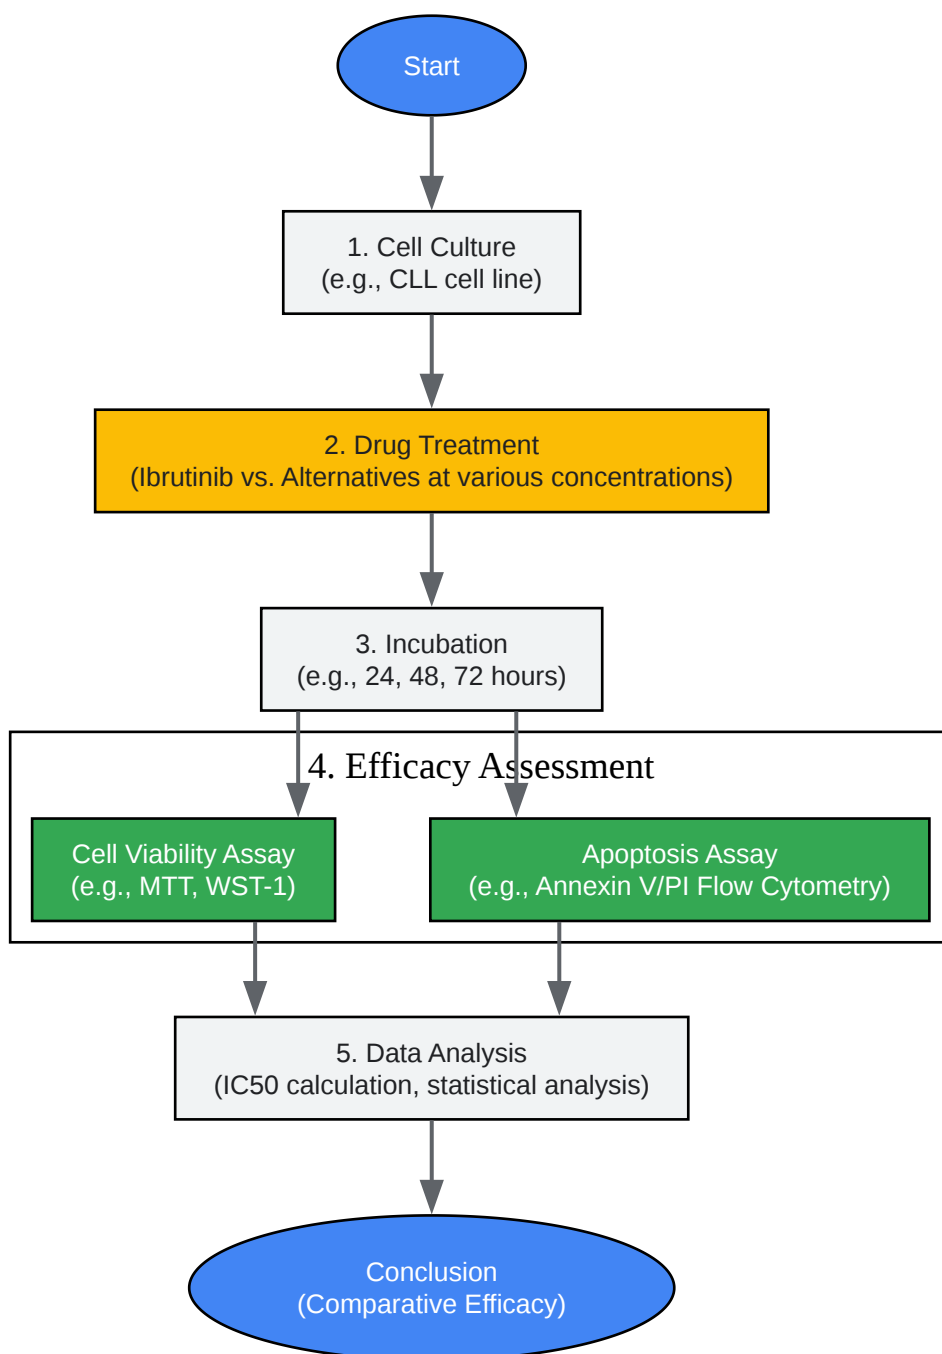 Start
1. Cell Culture
(e.g., CLL cell line)
2. Drug Treatment
(Ibrutinib vs. Alternatives at various concentrations)
3. Incubation
(e.g., 24, 48, 72 hours)
4. Efficacy Assessment
Cell Viability Assay
(e.g., MTT, WST-1)
Apoptosis Assay
(e.g., Annexin V/PI Flow Cytometry)
5. Data Analysis
(IC50 calculation, statistical analysis)
Conclusion
(Comparative Efficacy)